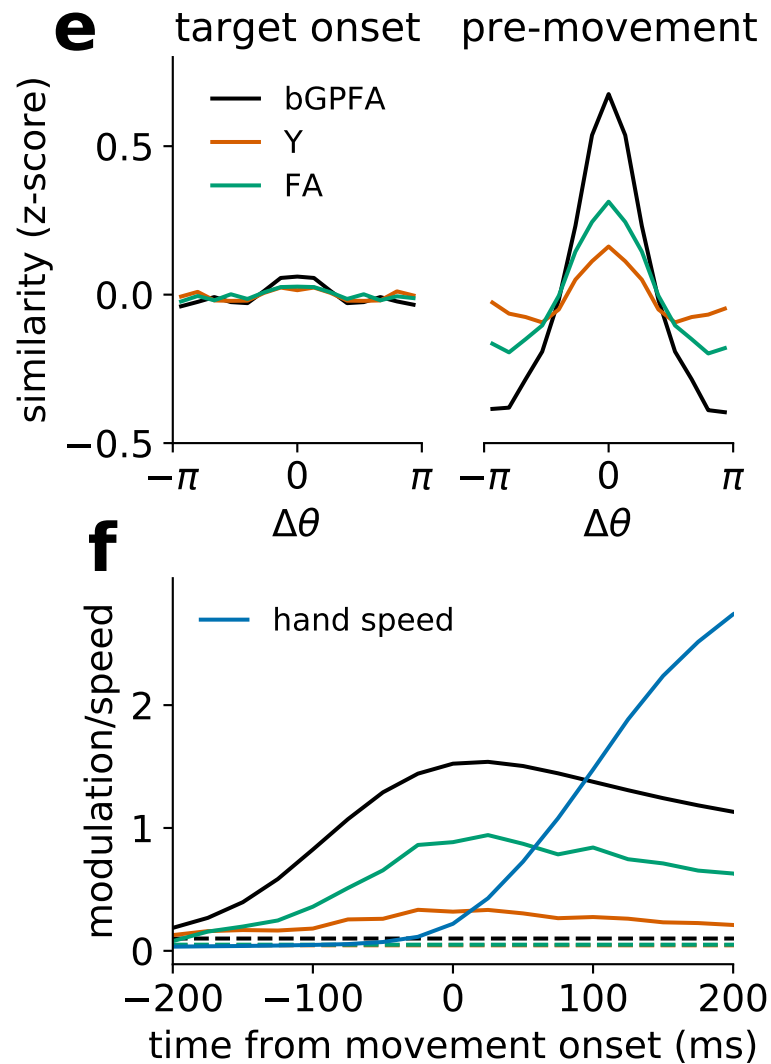 e target onset pre-movement
similarity (z-score)
0.5
0.0
−0.5
bGPFA
Y
FA
−π 0 π −π 0 π
Δθ Δθ
f
modulation/speed
hand speed
2
1
0
−200 −100 0 100 200
time from movement onset (ms)